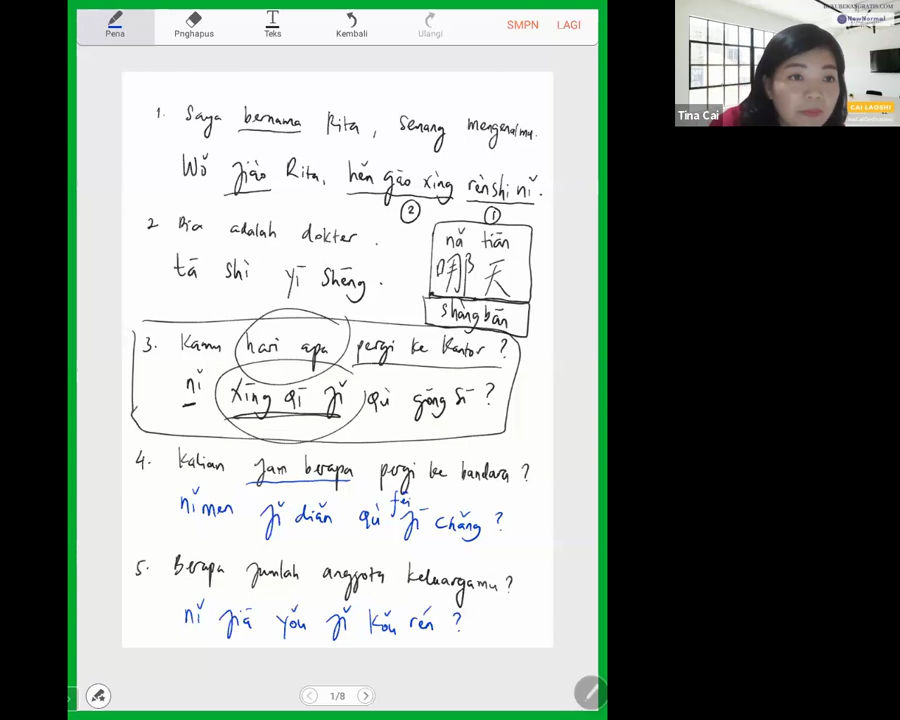 Pena
Pnghapus
Teks
Kembali
Ulangi
SMPN
LAGI
1. Saya bernama Rita, senang mengenalmu.
Wǒ jiào Rita, hěn gāo xìng rènshi nǐ.
② ①
2 Dia adalah dokter.
tā shì yī shēng.
nǎ tiān
哪天
shàng bān
3. Kamu hari apa pergi ke kantor?
nǐ xīng qī jǐ qù gōng sī?
4. Kalian jam berapa pergi ke bandara?
nǐmen jǐ diǎn qù fēi jī chǎng?
5. Berapa jumlah anggota keluargamu?
nǐ jiā yǒu jǐ kǒu rén?
1/8
NewNormal
CAI LAOSHI
Tina Cai